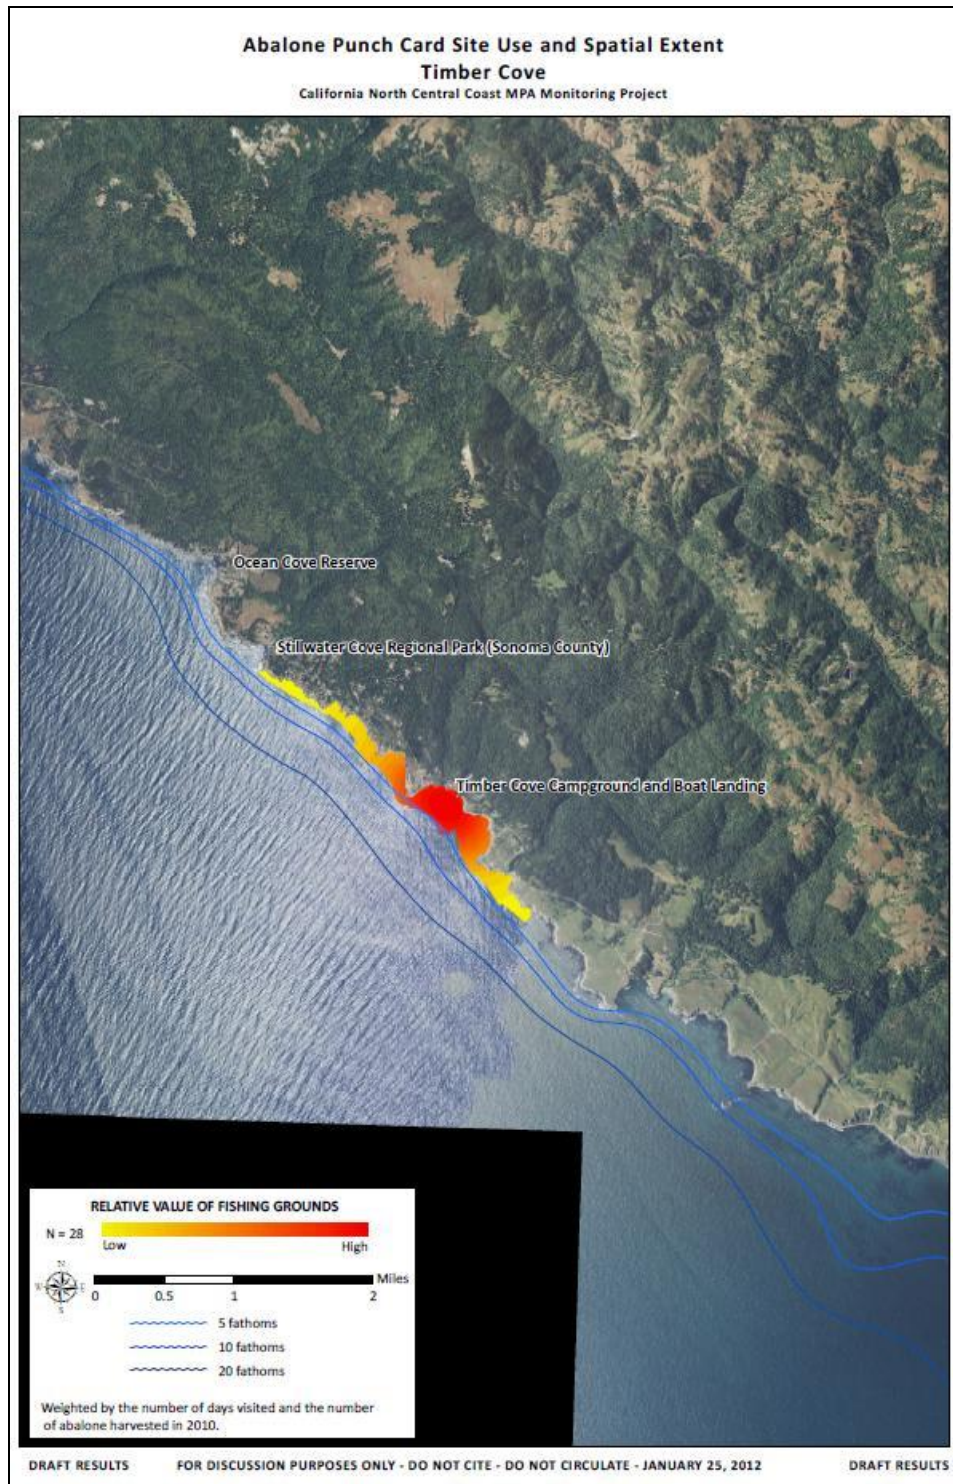 Abalone Punch Card Site Use and Spatial Extent
Timber Cove
California North Central Coast MPA Monitoring Project
Ocean Cove Reserve
Stillwater Cove Regional Park (Sonoma County)
Timber Cove Campground and Boat Landing
RELATIVE VALUE OF FISHING GROUNDS
N = 28
Low High
N
W E
S
0 0.5 1 2 Miles
5 fathoms
10 fathoms
20 fathoms
Weighted by the number of days visited and the number
of abalone harvested in 2010.
DRAFT RESULTS FOR DISCUSSION PURPOSES ONLY - DO NOT CITE - DO NOT CIRCULATE - JANUARY 25, 2012 DRAFT RESULTS